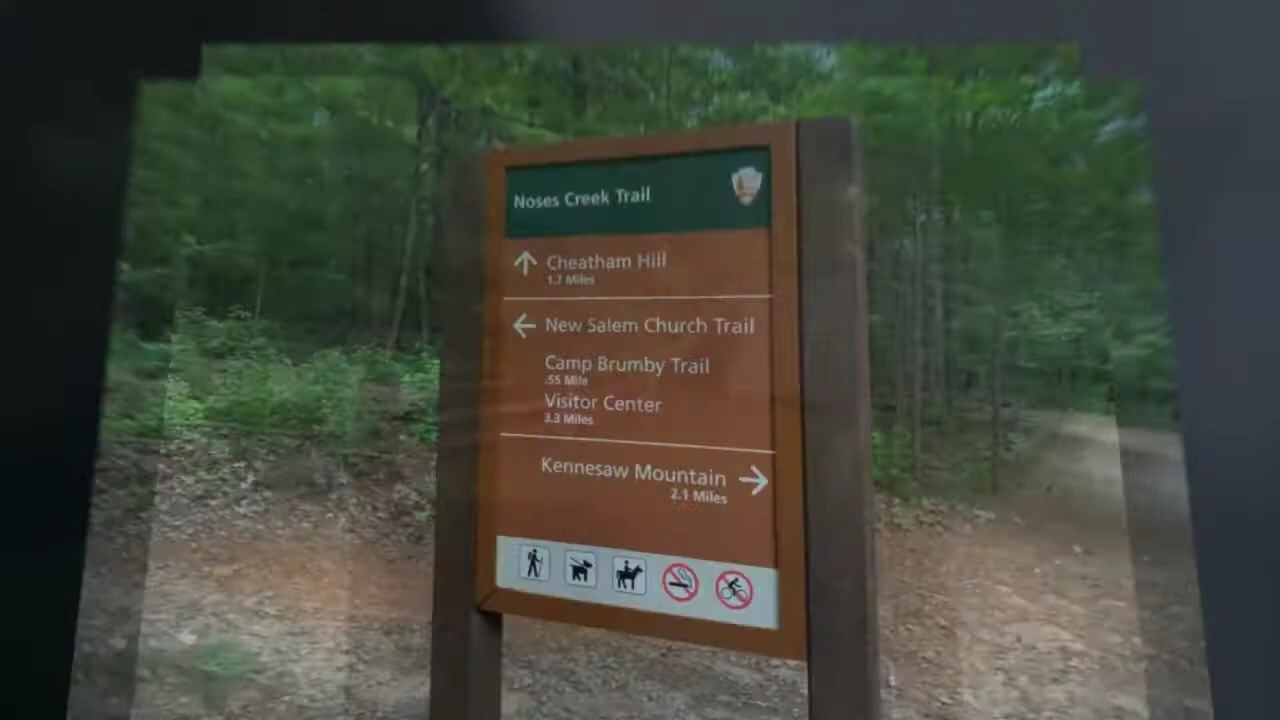 Noses Creek Trail
Cheatham Hill
1.7 Miles
New Salem Church Trail
Camp Brumby Trail
.55 Mile
Visitor Center
3.3 Miles
Kennesaw Mountain
2.1 Miles